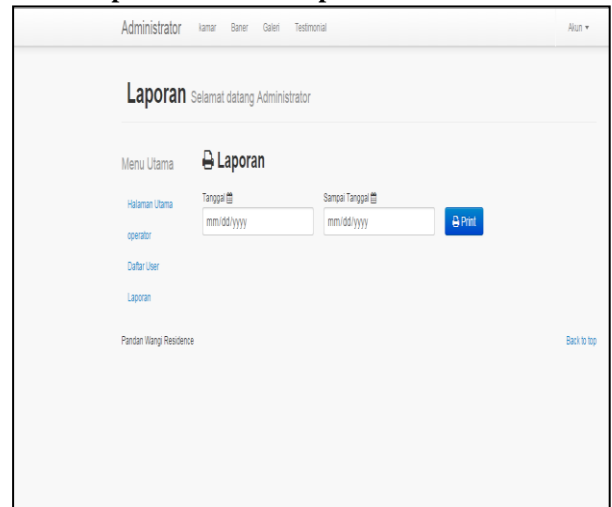 Administrator kamar Baner Galeri Testimonial Akun
Laporan Selamat datang Administrator
Menu Utama
Laporan
Halaman Utama
operator
Daftar User
Laporan
Tanggal
Sampai Tanggal
mm/dd/yyyy
mm/dd/yyyy
Print
Pandan Wangi Residence
Back to top